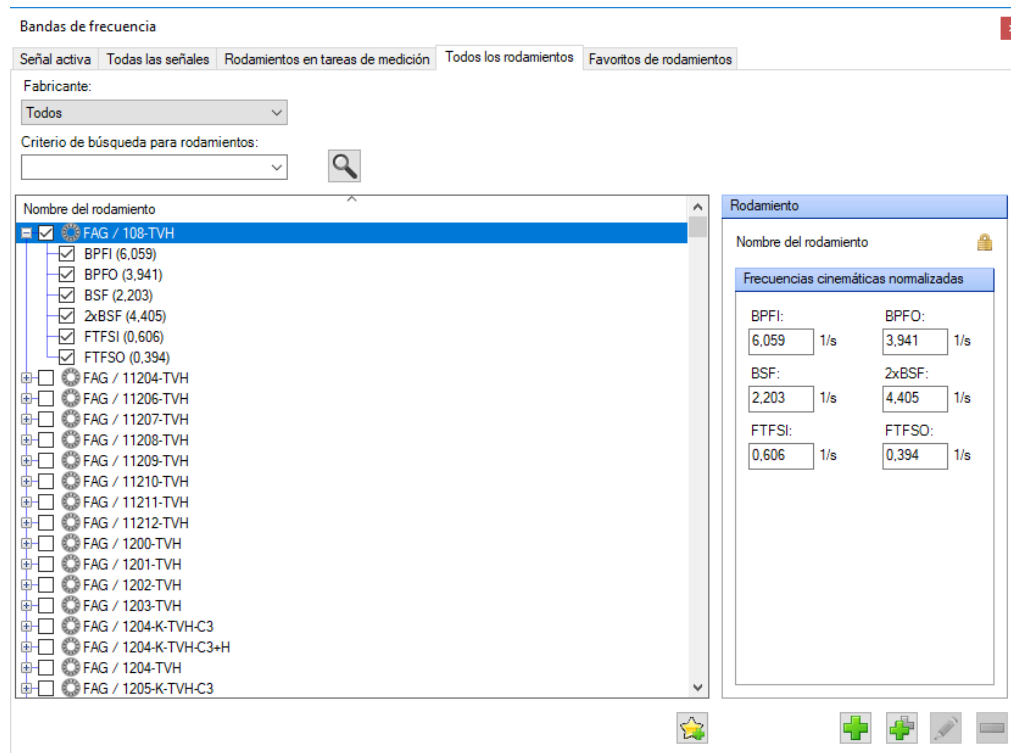 Bandas de frecuencia
Señal activa Todas las señales Rodamientos en tareas de medición Todos los rodamientos Favoritos de rodamientos
Fabricante:
Todos
Criterio de búsqueda para rodamientos:
Nombre del rodamiento
FAG / 108-TVH
BPFI (6,059)
BPFO (3,941)
BSF (2,203)
2xBSF (4,405)
FTFSI (0,606)
FTFSO (0,394)
FAG / 11204-TVH
FAG / 11206-TVH
FAG / 11207-TVH
FAG / 11208-TVH
FAG / 11209-TVH
FAG / 11210-TVH
FAG / 11211-TVH
FAG / 11212-TVH
FAG / 1200-TVH
FAG / 1201-TVH
FAG / 1202-TVH
FAG / 1203-TVH
FAG / 1204-K-TVH-C3
FAG / 1204-K-TVH-C3+H
FAG / 1204-TVH
FAG / 1205-K-TVH-C3
Rodamiento
Nombre del rodamiento
Frecuencias cinemáticas normalizadas
BPFI: BPFO:
6,059 1/s 3,941 1/s
BSF: 2xBSF:
2,203 1/s 4,405 1/s
FTFSI: FTFSO:
0,606 1/s 0,394 1/s